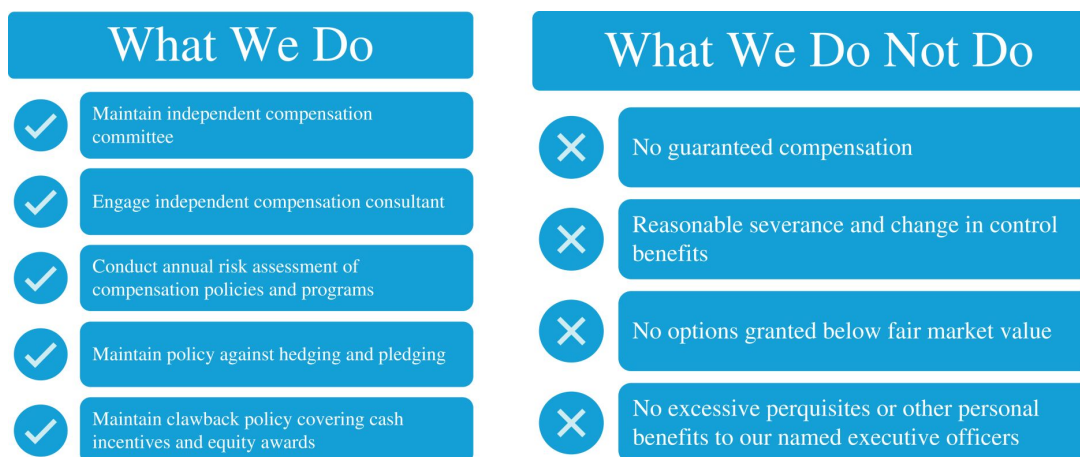 What We Do
Maintain independent compensation
committee
Engage independent compensation consultant
Conduct annual risk assessment of
compensation policies and programs
Maintain policy against hedging and pledging
Maintain clawback policy covering cash
incentives and equity awards
What We Do Not Do
No guaranteed compensation
Reasonable severance and change in control
benefits
No options granted below fair market value
No excessive perquisites or other personal
benefits to our named executive officers